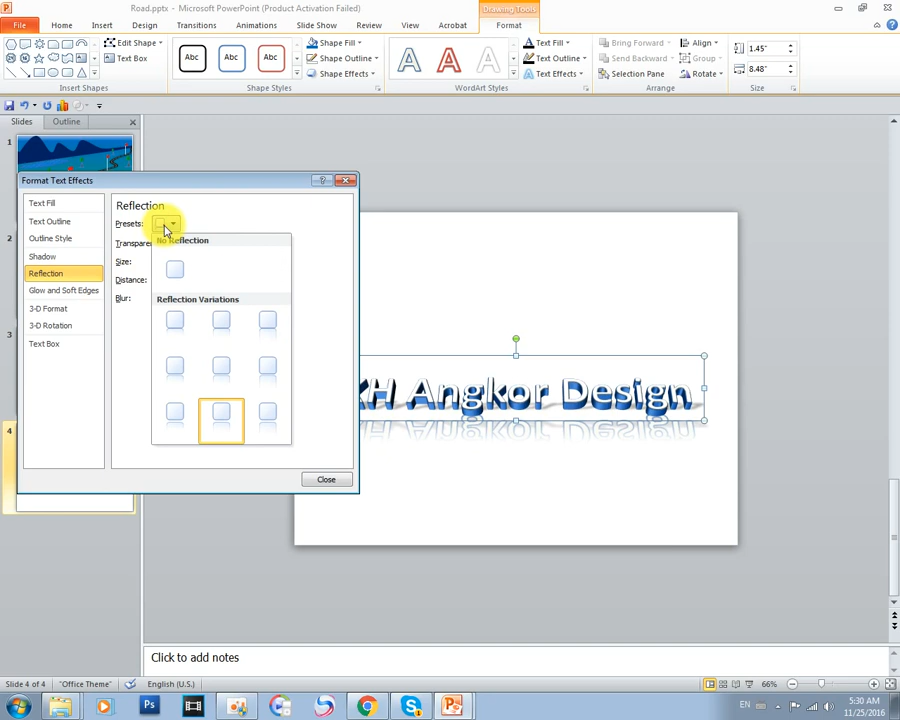 Road.pptx - Microsoft PowerPoint (Product Activation Failed)
Drawing Tools
File Home Insert Design Transitions Animations Slide Show Review View Acrobat Format
Edit Shape
Text Box
Insert Shapes
Abc Abc Abc
Shape Fill
Shape Outline
Shape Effects
Shape Styles
A A A
Text Fill
Text Outline
Text Effects
WordArt Styles
Bring Forward
Send Backward
Selection Pane
Align
Group
Rotate
Arrange
1.45"
8.48"
Size
Slides Outline
1
2
3
4
Format Text Effects
Text Fill
Text Outline
Outline Style
Shadow
Reflection
Glow and Soft Edges
3-D Format
3-D Rotation
Text Box
Reflection
Presets:
Size:
Distance:
Blur:
No Reflection
Reflection Variations
Close
KH Angkor Design
Click to add notes
Slide 4 of 4 "Office Theme" English (U.S.) 66%
Ps
EN
5:30 AM
11/25/2016